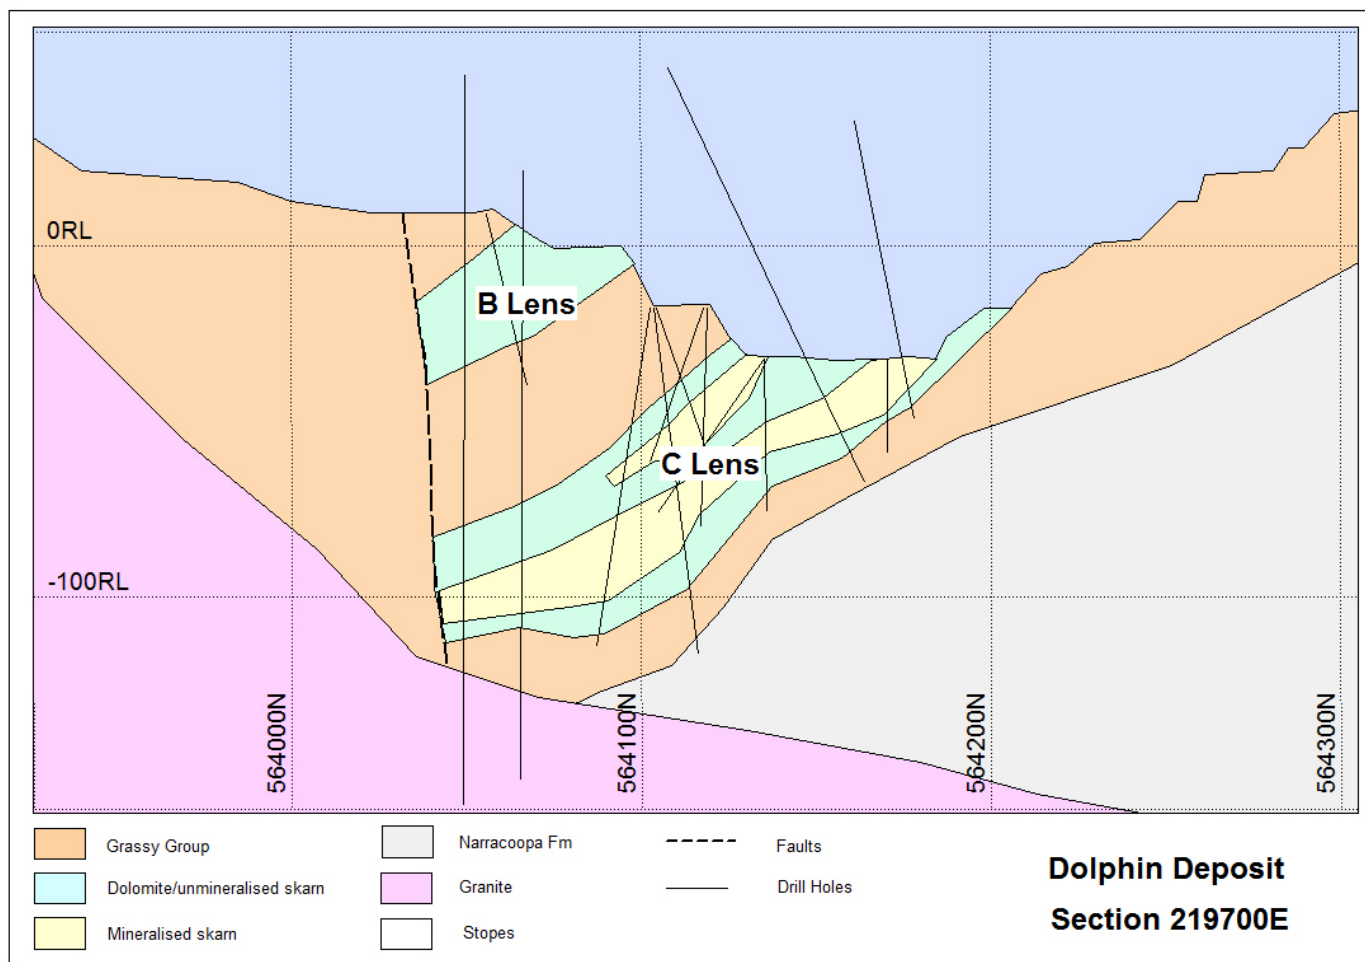 0RL
B Lens
C Lens
-100RL
564000N
564100N
564200N
564300N
Grassy Group
Dolomite/unmineralised skarn
Mineralised skarn
Narracoopa Fm
Granite
Stopes
Faults
Drill Holes
Dolphin Deposit
Section 219700E